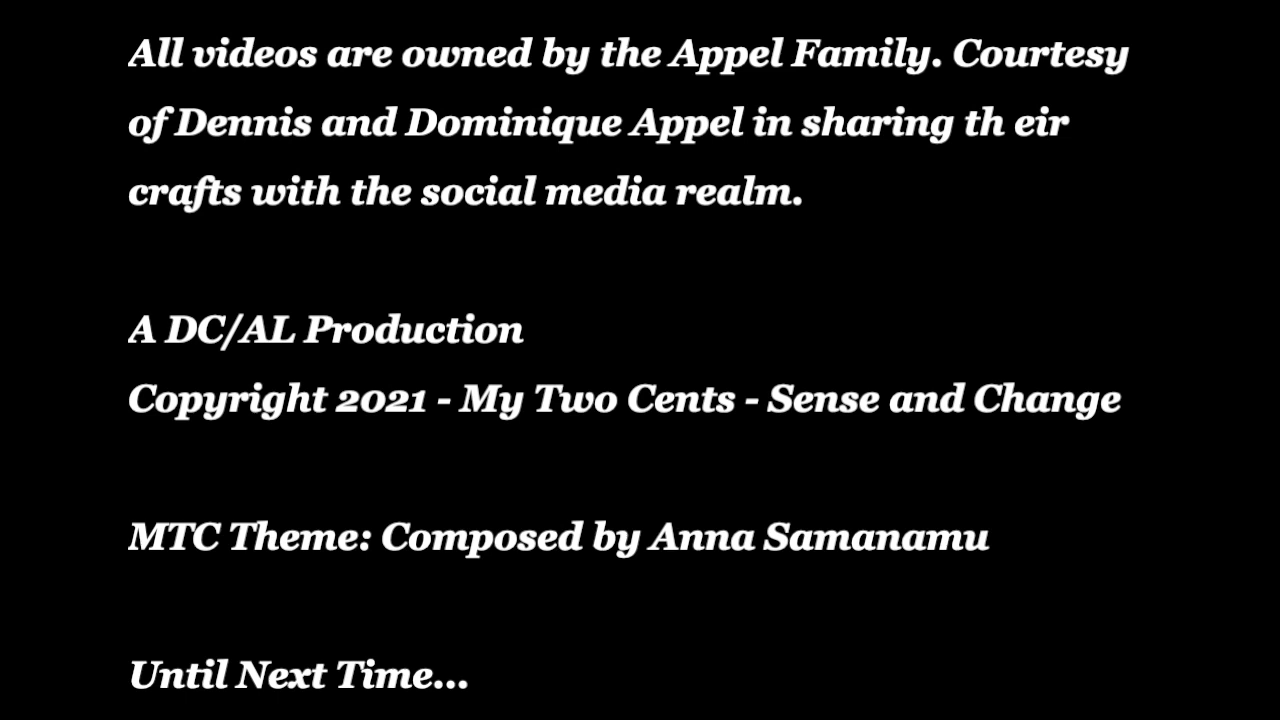 All videos are owned by the Appel Family. Courtesy
of Dennis and Dominique Appel in sharing th eir
crafts with the social media realm.
A DC/AL Production
Copyright 2021 - My Two Cents - Sense and Change
MTC Theme: Composed by Anna Samanamu
Until Next Time...